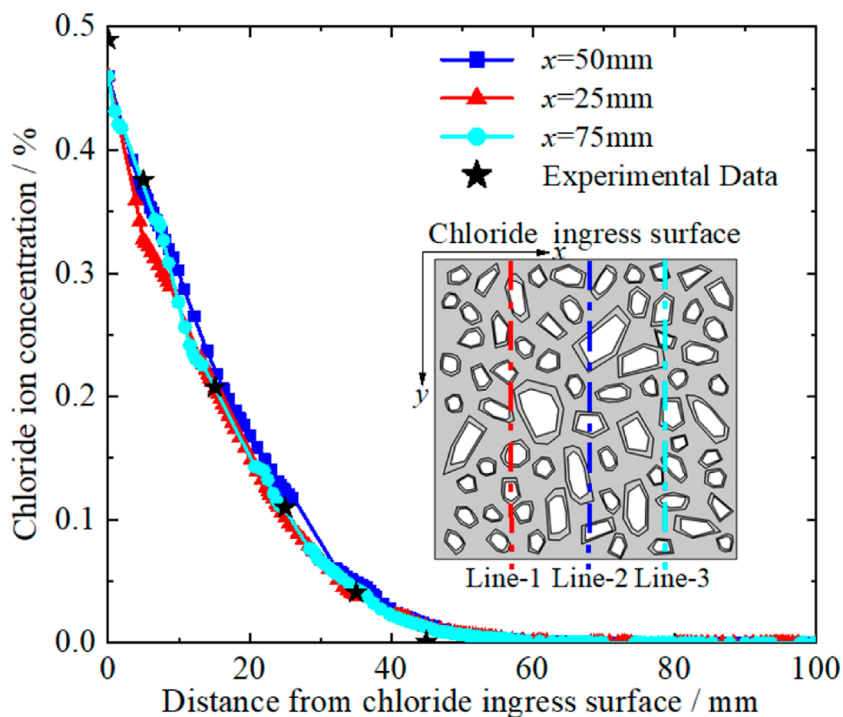 0.5
0.4
0.3
0.2
0.1
0.0
Chloride ion concentration / %
x=50mm
x=25mm
x=75mm
Experimental Data
Chloride ingress surface
x
y
Line-1 Line-2 Line-3
0 20 40 60 80 100
Distance from chloride ingress surface / mm